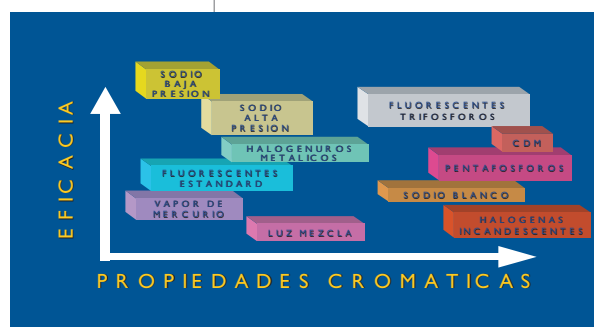 SODIO
BAJA
PRESION
SODIO
ALTA
PRESION
FLUORESCENTES
TRIFOSFOROS
CDM
HALOGENUROS
METALICOS
PENTAFOSFOROS
FLUORESCENTES
ESTANDARD
SODIO BLANCO
VAPOR DE
MERCURIO
HALOGENAS
INCANDESCENTES
LUZ MEZCLA
EFICACIA
PROPIEDADES CROMATICAS